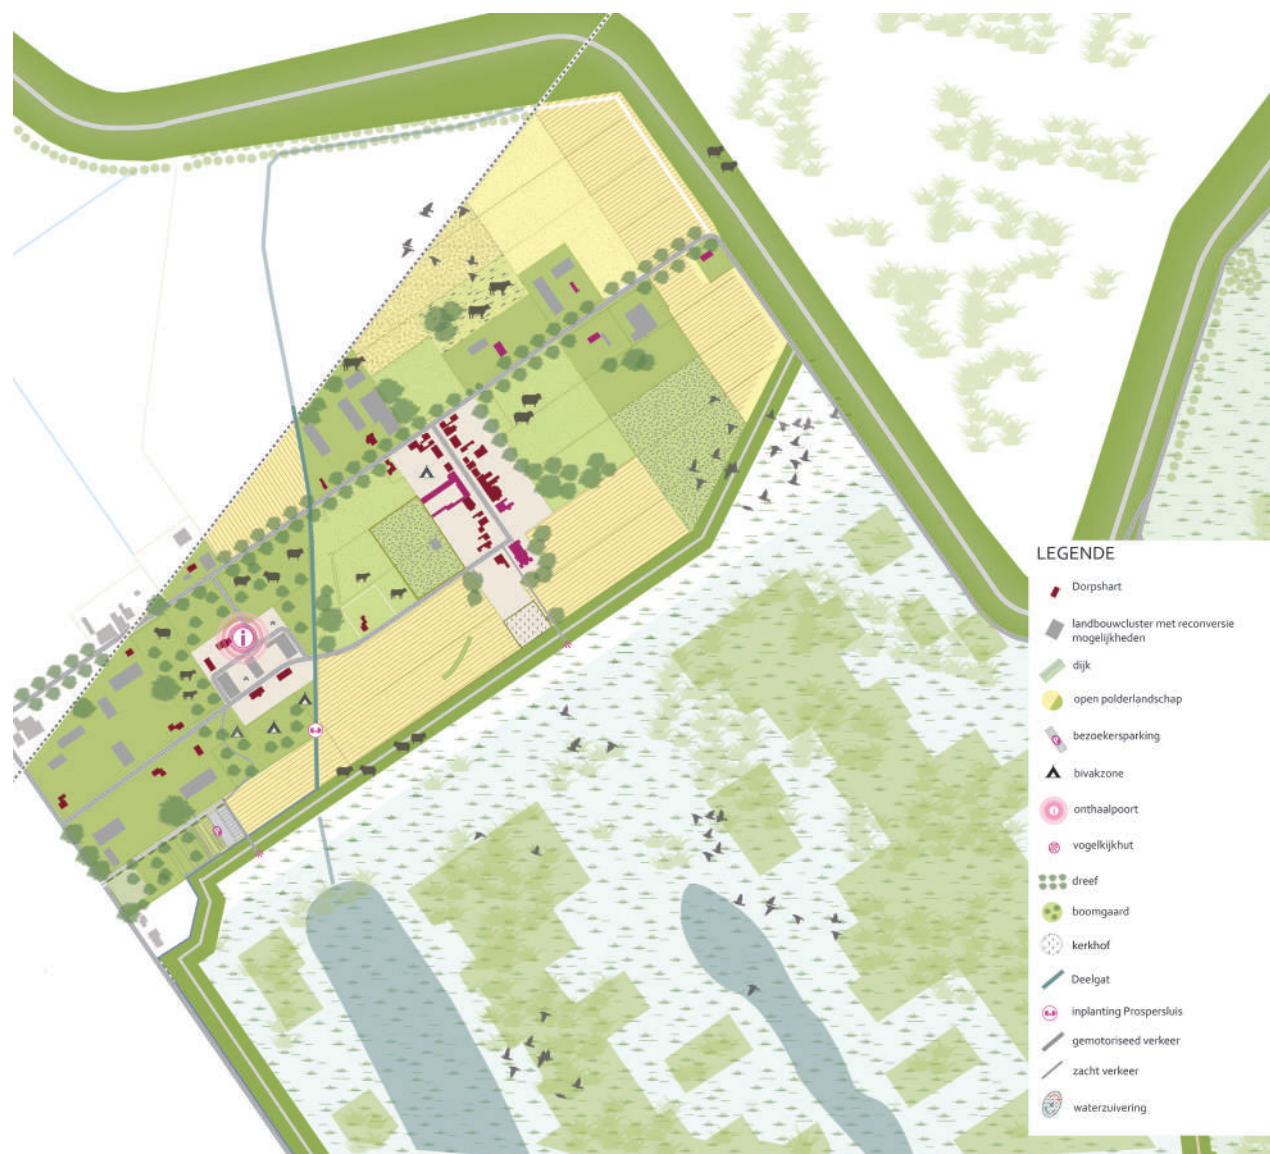 LEGENDE
Dorpshart
landbouwcluster met reconversie
mogelijkheden
dijk
open polderlandschap
bezoekersparking
bivakzone
onthaalpoort
vogelkijkhut
dreef
boomgaard
kerkhof
Deelgat
inplanting Prospersluis
gemotoriseed verkeer
zacht verkeer
waterzuivering